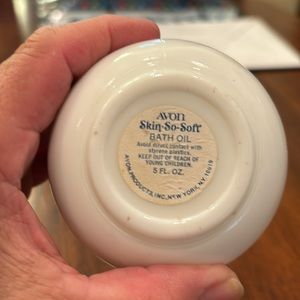 AVON
Skin-So-Soft
BATH OIL
Avoid direct contact with
styrene plastics.
KEEP OUT OF REACH OF
YOUNG CHILDREN.
5 FL. OZ.
AVON PRODUCTS, INC., NEW YORK, N.Y. 10019